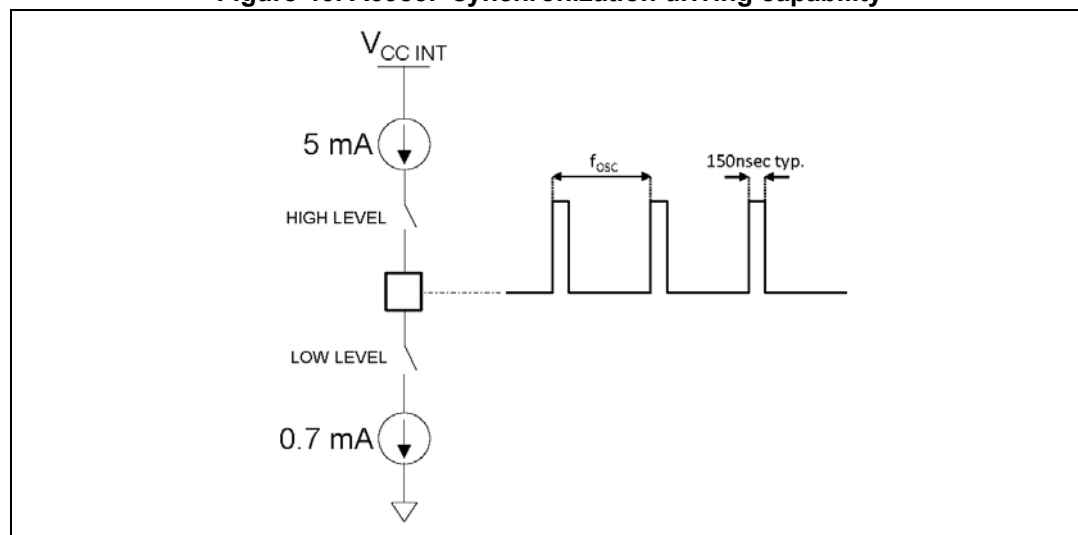 V_CC INT
5 mA
f_OSC
150nsec typ.
HIGH LEVEL
LOW LEVEL
0.7 mA